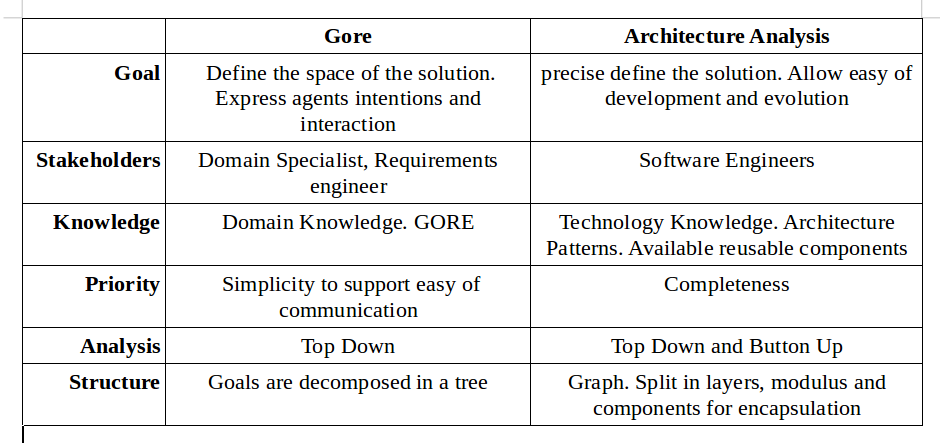 Gore Architecture Analysis
Goal Define the space of the solution. precise define the solution. Allow easy of
Express agents intentions and development and evolution
interaction
Stakeholders Domain Specialist, Requirements Software Engineers
engineer
Knowledge Domain Knowledge. GORE Technology Knowledge. Architecture
Patterns. Available reusable components
Priority Simplicity to support easy of Completeness
communication
Analysis Top Down Top Down and Button Up
Structure Goals are decomposed in a tree Graph. Split in layers, modulus and
components for encapsulation